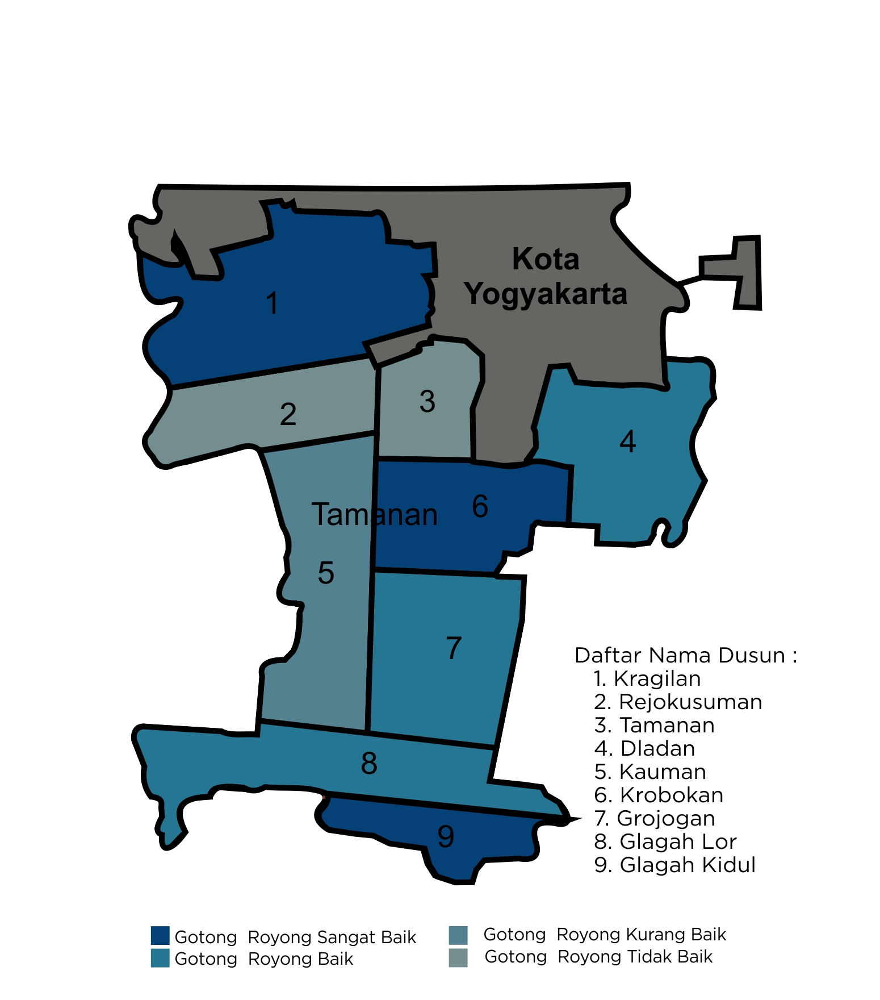 Kota
Yogyakarta
1
2
3
4
Tamanan
6
5
7
8
9
Daftar Nama Dusun :
1. Kragilan
2. Rejokusuman
3. Tamanan
4. Dladan
5. Kauman
6. Krobokan
7. Grojogan
8. Glagah Lor
9. Glagah Kidul
Gotong Royong Sangat Baik
Gotong Royong Baik
Gotong Royong Kurang Baik
Gotong Royong Tidak Baik